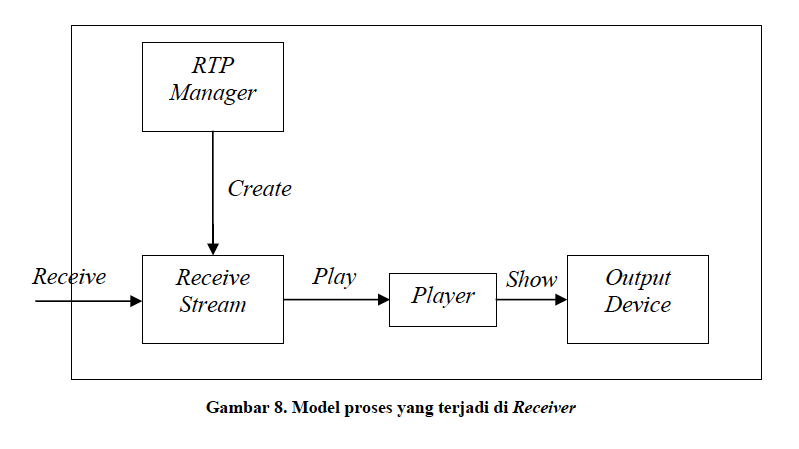 RTP
Manager
Create
Receive
Receive
Stream
Play
Player
Show
Output
Device
Gambar 8. Model proses yang terjadi di Receiver